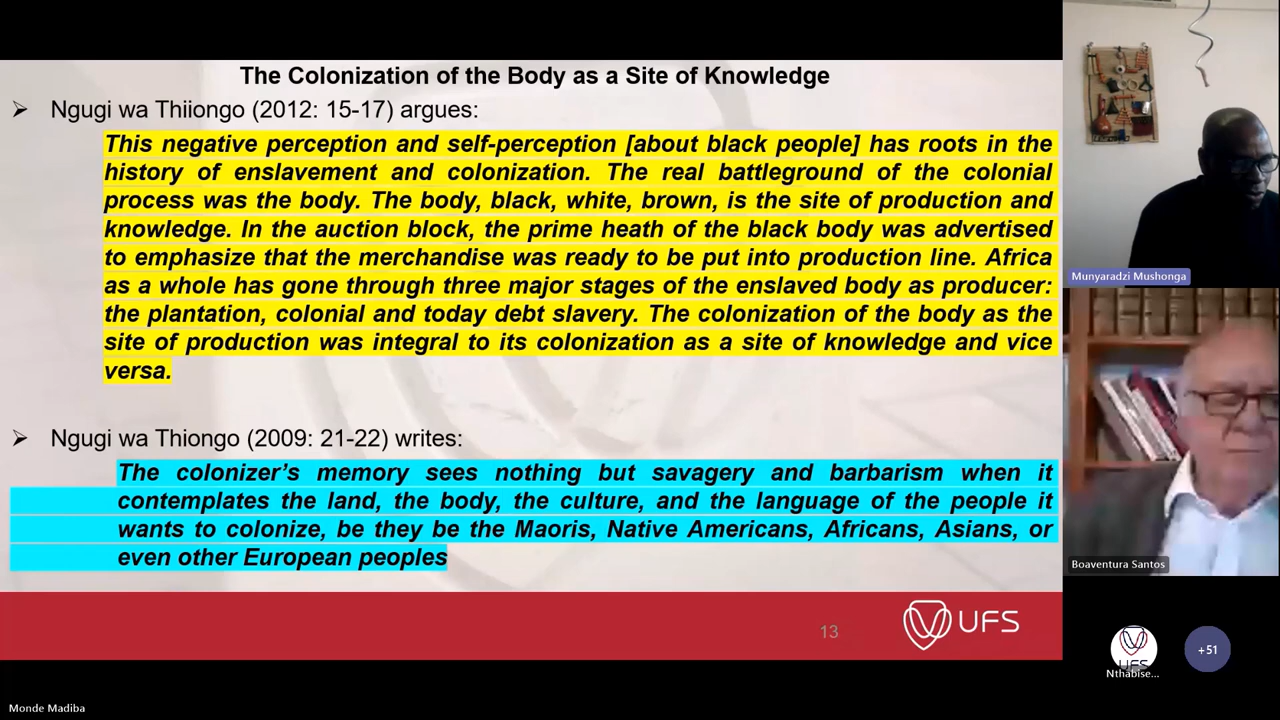 The Colonization of the Body as a Site of Knowledge
➢ Ngugi wa Thiiongo (2012: 15-17) argues:
This negative perception and self-perception [about black people] has roots in the
history of enslavement and colonization. The real battleground of the colonial
process was the body. The body, black, white, brown, is the site of production and
knowledge. In the auction block, the prime heath of the black body was advertised
to emphasize that the merchandise was ready to be put into production line. Africa
as a whole has gone through three major stages of the enslaved body as producer:
the plantation, colonial and today debt slavery. The colonization of the body as the
site of production was integral to its colonization as a site of knowledge and vice
versa.
➢ Ngugi wa Thiongo (2009: 21-22) writes:
The colonizer’s memory sees nothing but savagery and barbarism when it
contemplates the land, the body, the culture, and the language of the people it
wants to colonize, be they be the Maoris, Native Americans, Africans, Asians, or
even other European peoples
13
UFS
Munyaradzi Mushonga
Boaventura Santos
UFS
Nthabise...
+51
Monde Madiba